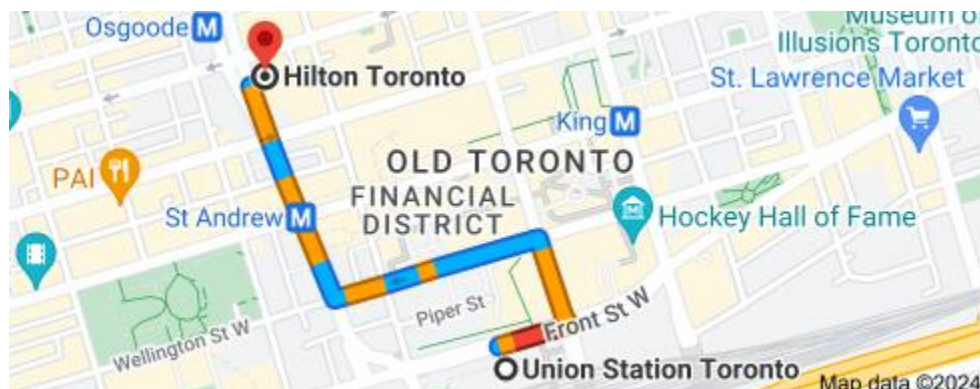 Osgoode M
Museum o
Illusions Toronto
Hilton Toronto
St. Lawrence Market
King M
PAI
OLD TORONTO
FINANCIAL
DISTRICT
St Andrew M
Hockey Hall of Fame
Piper St
Front St W
Wellington St W
Union Station Toronto
Map data ©2024